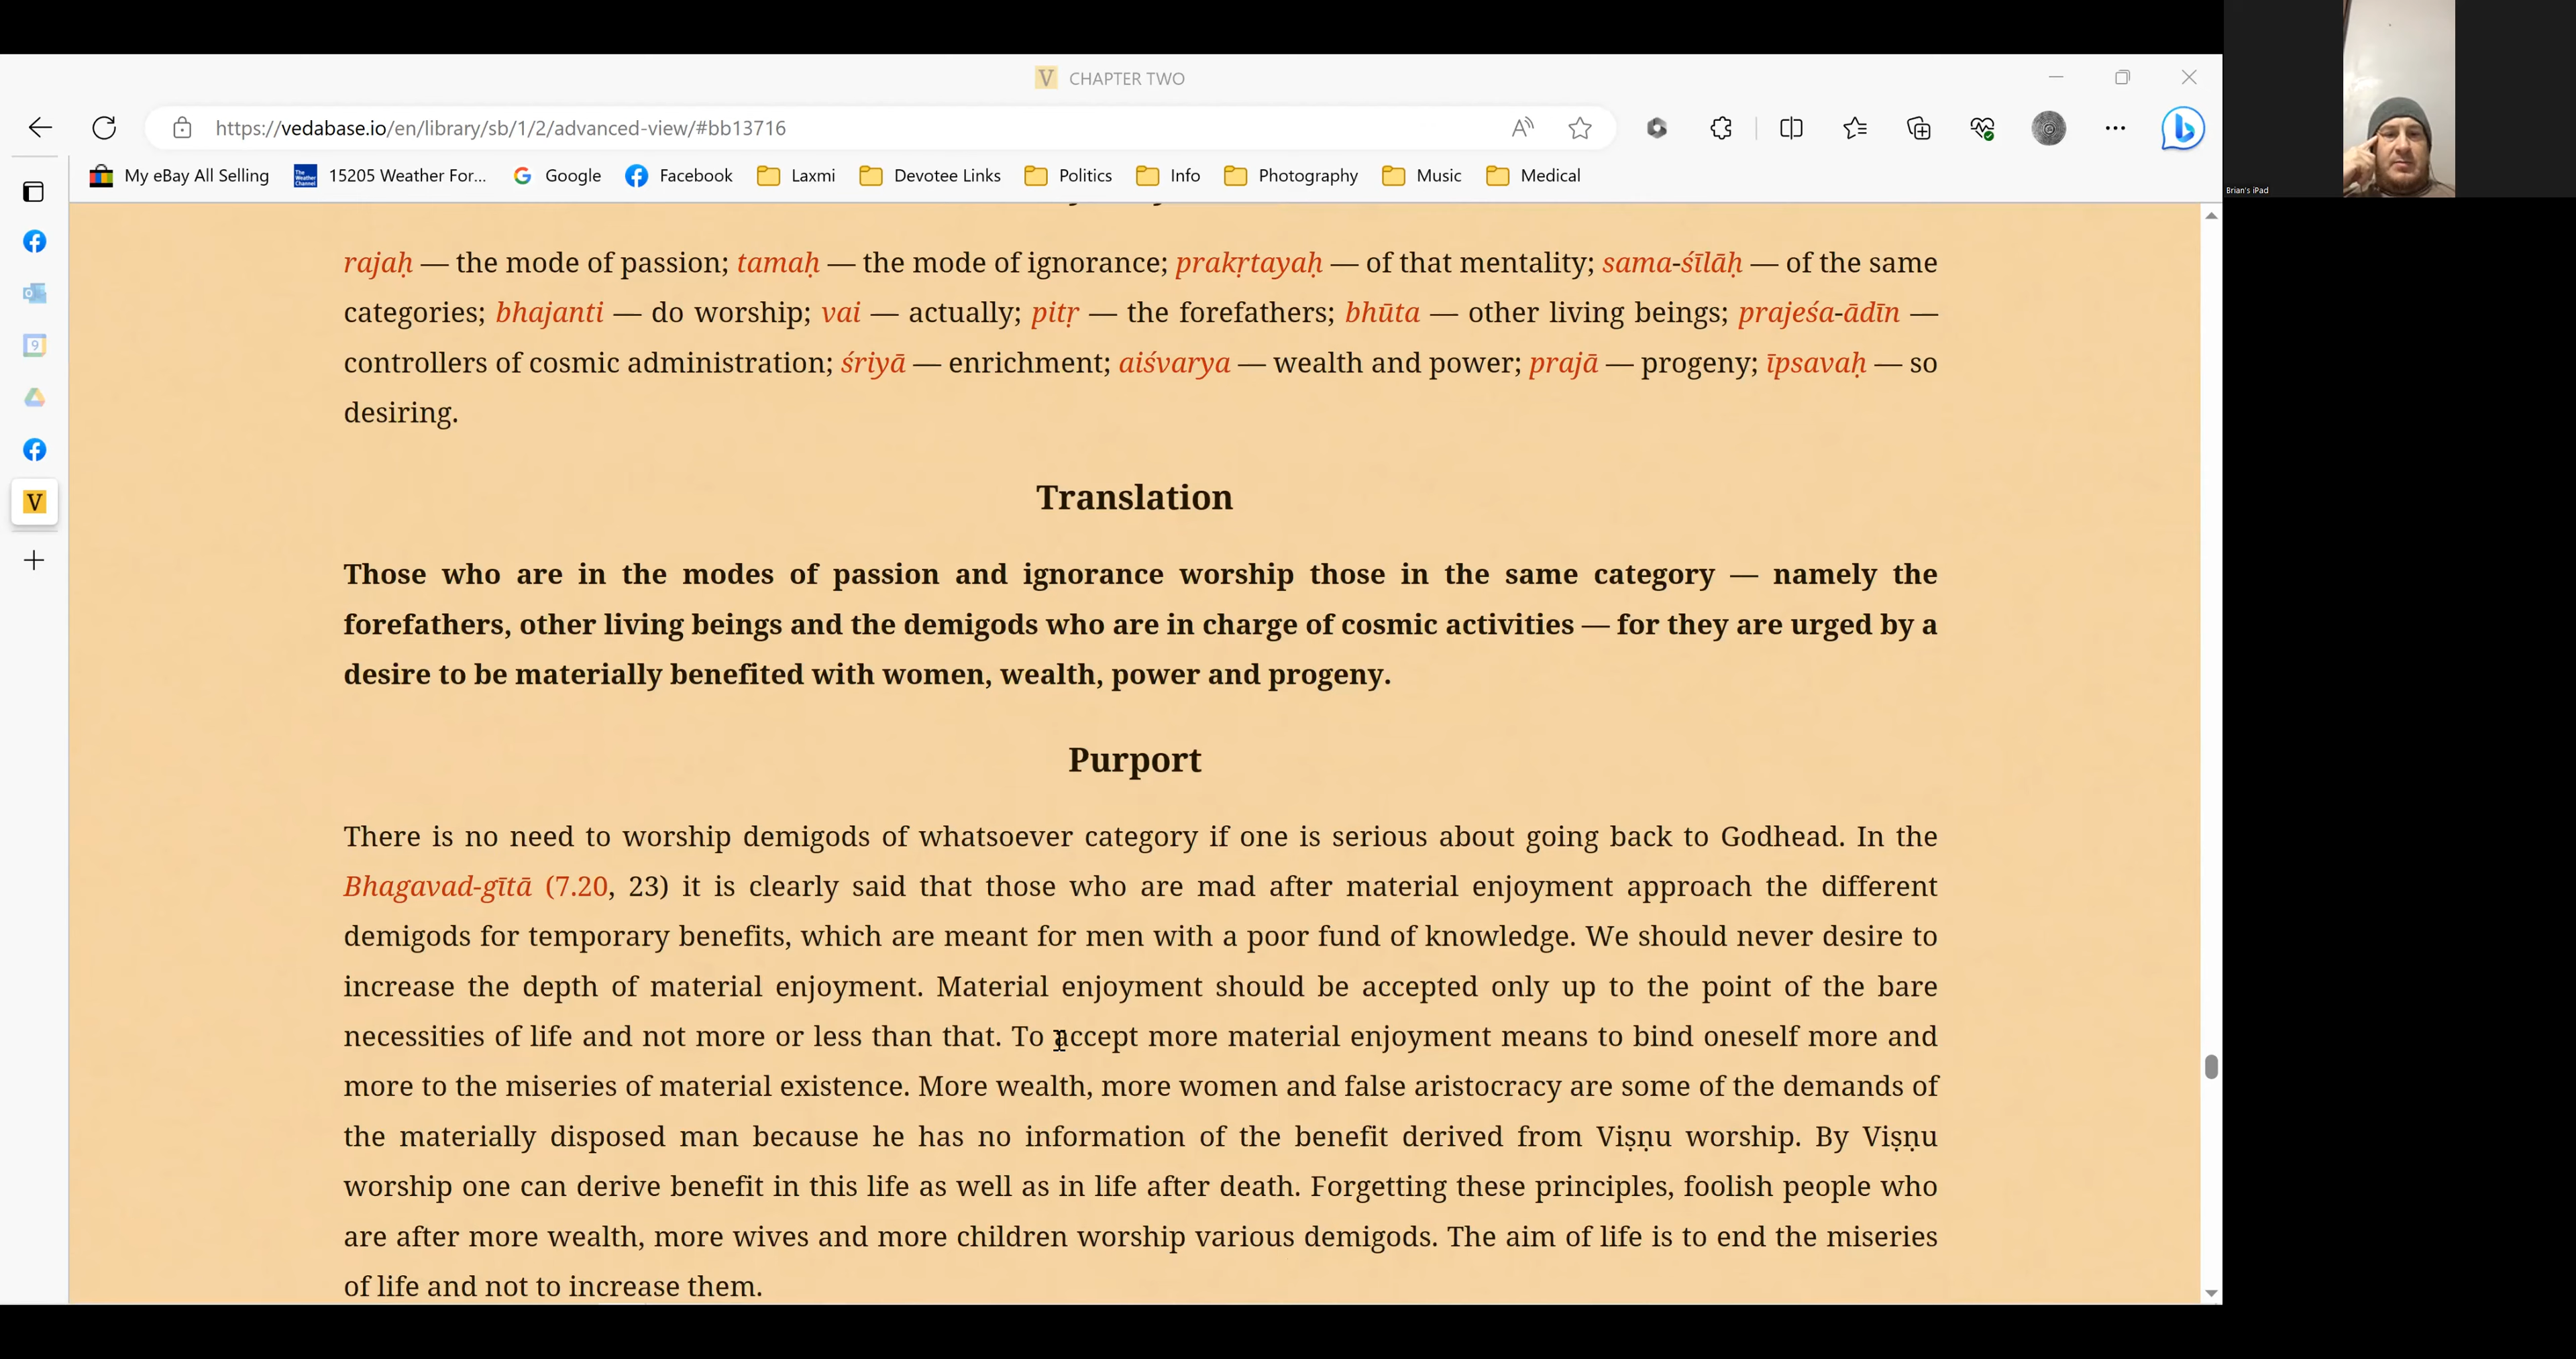 CHAPTER TWO
https://vedabase.io/en/library/sb/1/2/advanced-view/#bb13716
My eBay All Selling
The Weather Channel
15205 Weather For...
Google
Facebook
Laxmi
Devotee Links
Politics
Info
Photography
Music
Medical
Brian's iPad
9
V
rajaḥ — the mode of passion; tamaḥ — the mode of ignorance; prakṛtayaḥ — of that mentality; sama-śīlāḥ — of the same
categories; bhajanti — do worship; vai — actually; pitṛ — the forefathers; bhūta — other living beings; prajeśa-ādīn —
controllers of cosmic administration; śriyā — enrichment; aiśvarya — wealth and power; prajā — progeny; īpsavaḥ — so
desiring.
Translation
Those who are in the modes of passion and ignorance worship those in the same category — namely the
forefathers, other living beings and the demigods who are in charge of cosmic activities — for they are urged by a
desire to be materially benefited with women, wealth, power and progeny.
Purport
There is no need to worship demigods of whatsoever category if one is serious about going back to Godhead. In the
Bhagavad-gītā (7.20, 23) it is clearly said that those who are mad after material enjoyment approach the different
demigods for temporary benefits, which are meant for men with a poor fund of knowledge. We should never desire to
increase the depth of material enjoyment. Material enjoyment should be accepted only up to the point of the bare
necessities of life and not more or less than that. To accept more material enjoyment means to bind oneself more and
more to the miseries of material existence. More wealth, more women and false aristocracy are some of the demands of
the materially disposed man because he has no information of the benefit derived from Viṣṇu worship. By Viṣṇu
worship one can derive benefit in this life as well as in life after death. Forgetting these principles, foolish people who
are after more wealth, more wives and more children worship various demigods. The aim of life is to end the miseries
of life and not to increase them.